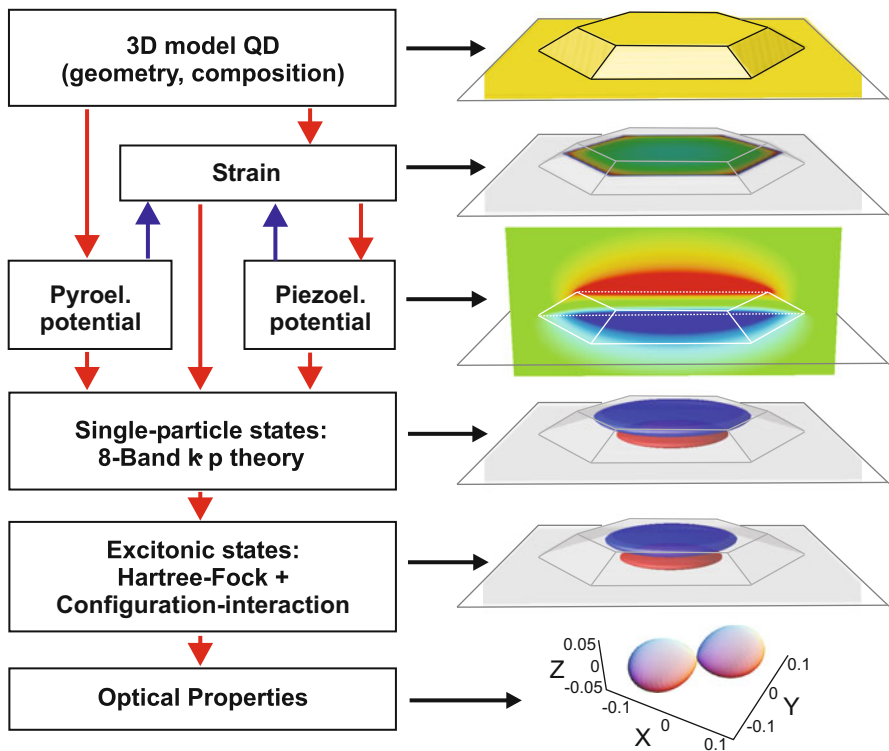 3D model QD
(geometry, composition)
Strain
Pyroel.
potential
Piezoel.
potential
Single-particle states:
8-Band k·p theory
Excitonic states:
Hartree-Fock +
Configuration-interaction
Optical Properties
0.05
Z 0
-0.05
-0.1
X
0
0.1
0.1
0
Y
-0.1